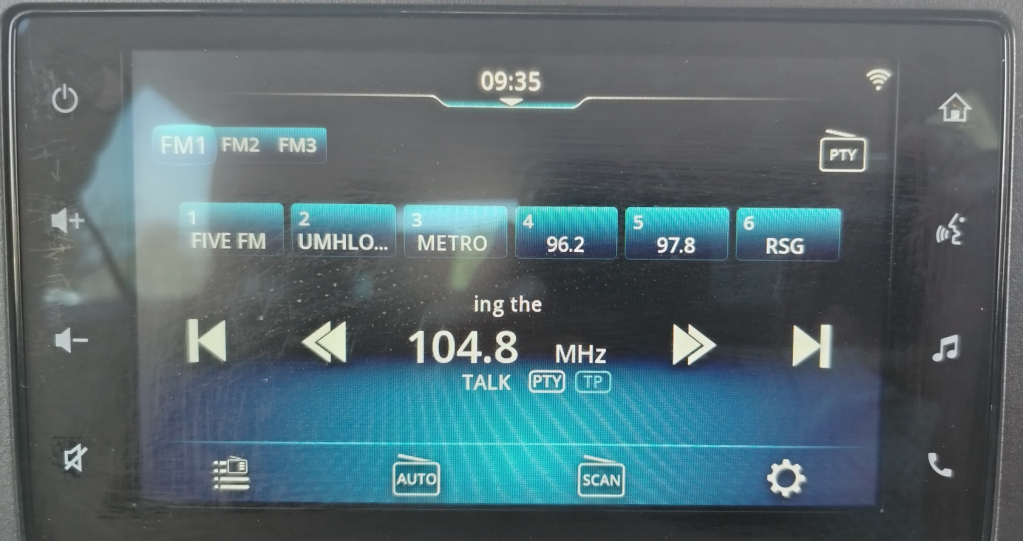 09:35
FM1 FM2 FM3
PTY
1 2 3 4 5 6
FIVE FM UMHLO... METRO 96.2 97.8 RSG
ing the
104.8 MHz
TALK PTY TP
AUTO SCAN